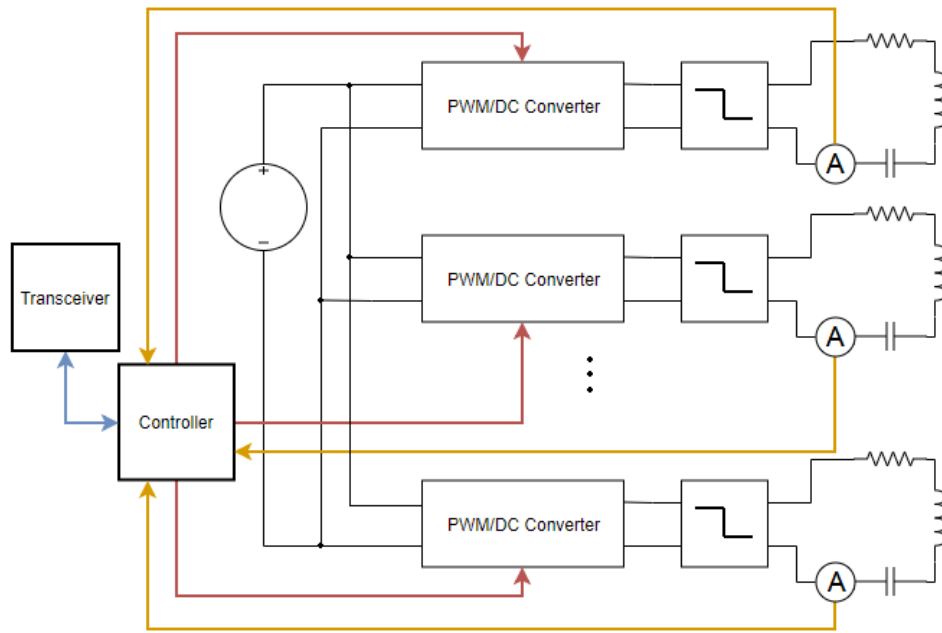 PWM/DC Converter
A
+
−
PWM/DC Converter
Transceiver
A
Controller
PWM/DC Converter
A